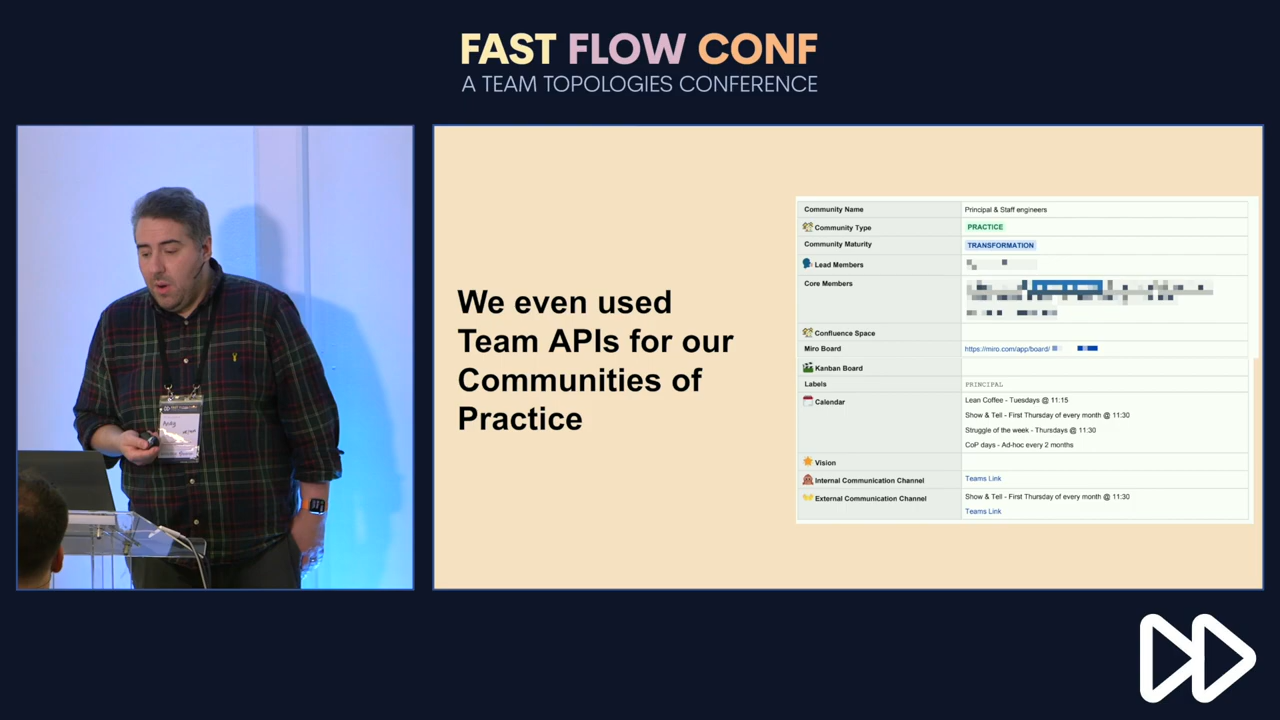 FAST FLOW CONF
A TEAM TOPOLOGIES CONFERENCE
Andy
We even used
Team APIs for our
Communities of
Practice
Community Name Principal & Staff engineers
Community Type PRACTICE
Community Maturity TRANSFORMATION
Lead Members
Core Members
Confluence Space
Miro Board https://miro.com/app/board/
Kanban Board
Labels PRINCIPAL
Calendar Lean Coffee - Tuesdays @ 11:15
Show & Tell - First Thursday of every month @ 11:30
Struggle of the week - Thursdays @ 11:30
CoP days - Ad-hoc every 2 months
Vision
Internal Communication Channel Teams Link
External Communication Channel Show & Tell - First Thursday of every month @ 11:30
Teams Link